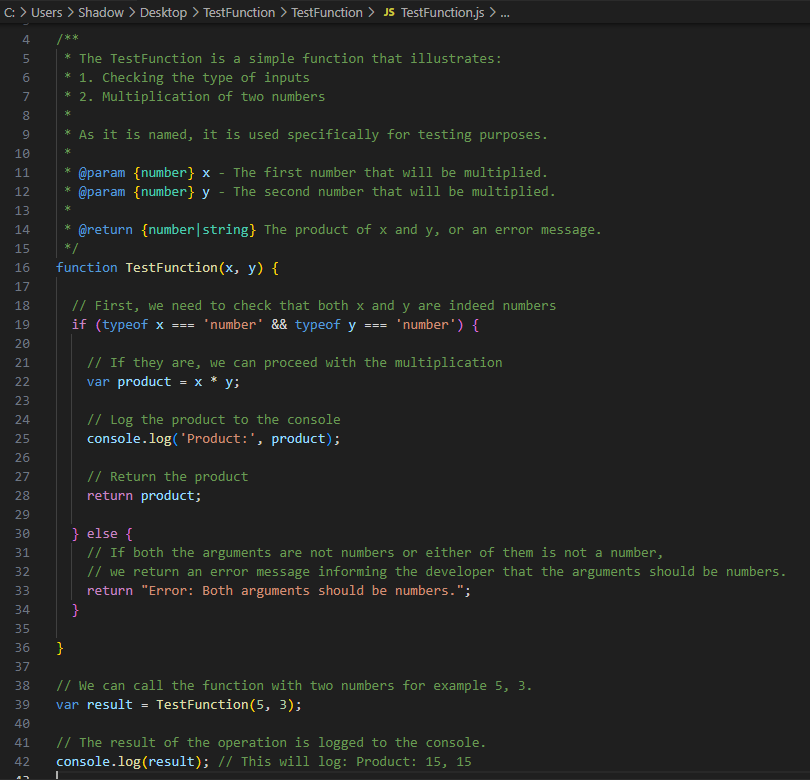 C: > Users > Shadow > Desktop > TestFunction > TestFunction > JS TestFunction.js > ...
4 /**
5  * The TestFunction is a simple function that illustrates:
6  * 1. Checking the type of inputs
7  * 2. Multiplication of two numbers
8  *
9  * As it is named, it is used specifically for testing purposes.
10  *
11  * @param {number} x - The first number that will be multiplied.
12  * @param {number} y - The second number that will be multiplied.
13  *
14  * @return {number|string} The product of x and y, or an error message.
15  */
16 function TestFunction(x, y) {
17
18   // First, we need to check that both x and y are indeed numbers
19   if (typeof x === 'number' && typeof y === 'number') {
20
21     // If they are, we can proceed with the multiplication
22     var product = x * y;
23
24     // Log the product to the console
25     console.log('Product:', product);
26
27     // Return the product
28     return product;
29
30   } else {
31     // If both the arguments are not numbers or either of them is not a number,
32     // we return an error message informing the developer that the arguments should be numbers.
33     return "Error: Both arguments should be numbers.";
34   }
35
36 }
37
38 // We can call the function with two numbers for example 5, 3.
39 var result = TestFunction(5, 3);
40
41 // The result of the operation is logged to the console.
42 console.log(result); // This will log: Product: 15, 15